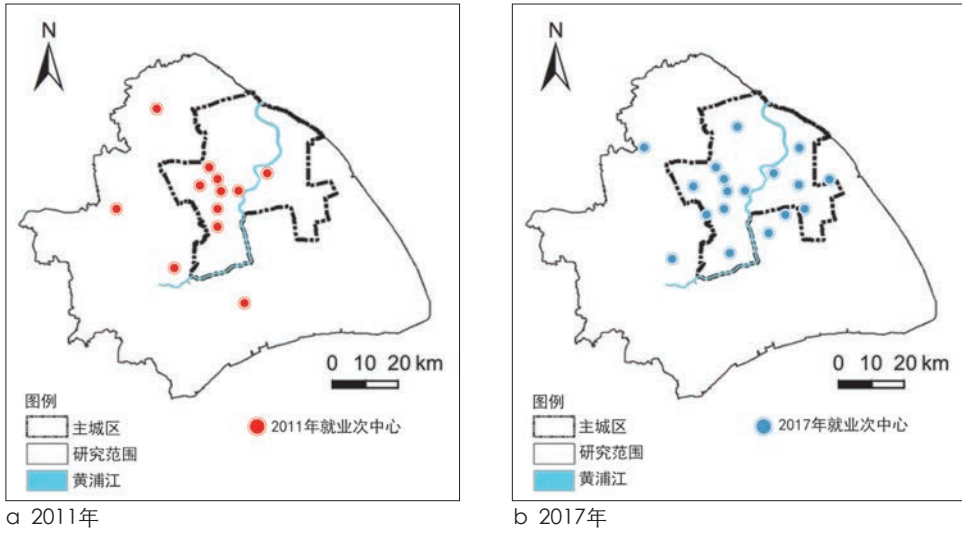 N
0 10 20 km
图例
主城区
研究范围
黄浦江
2011年就业次中心
a 2011年
N
0 10 20 km
图例
主城区
研究范围
黄浦江
2017年就业次中心
b 2017年